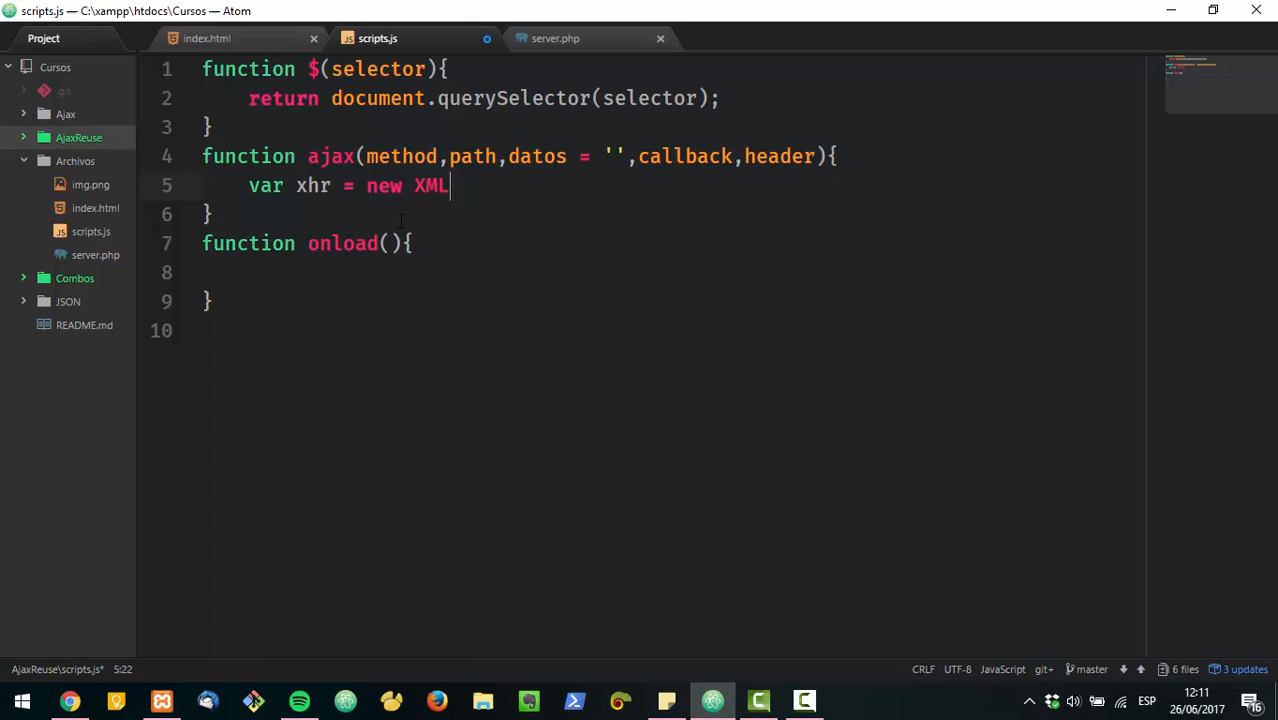 scripts.js — C:\xampp\htdocs\Cursos — Atom
Project
index.html
scripts.js
server.php
Cursos
.git
Ajax
AjaxReuse
Archivos
img.png
index.html
scripts.js
server.php
Combos
JSON
README.md
1 function $(selector){
2 return document.querySelector(selector);
3 }
4 function ajax(method,path,datos = '',callback,header){
5 var xhr = new XML
6 }
7 function onload(){
8
9 }
10
AjaxReuse\scripts.js* 5:22
CRLF UTF-8 JavaScript git+ master 6 files 3 updates
ESP
12:11
26/06/2017
16